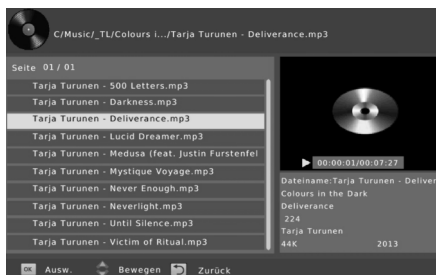 C/Music/_TL/Colours i.../Tarja Turunen - Deliverance.mp3
Seite 01 / 01
Tarja Turunen - 500 Letters.mp3
Tarja Turunen - Darkness.mp3
Tarja Turunen - Deliverance.mp3
Tarja Turunen - Lucid Dreamer.mp3
Tarja Turunen - Medusa (feat. Justin Furstenfel
Tarja Turunen - Mystique Voyage.mp3
Tarja Turunen - Never Enough.mp3
Tarja Turunen - Neverlight.mp3
Tarja Turunen - Until Silence.mp3
Tarja Turunen - Victim of Ritual.mp3
00:00:01/00:07:27
Dateiname:Tarja Turunen - Deliver
Colours in the Dark
Deliverance
224
Tarja Turunen
44K 2013
OK Ausw. Bewegen Zurück